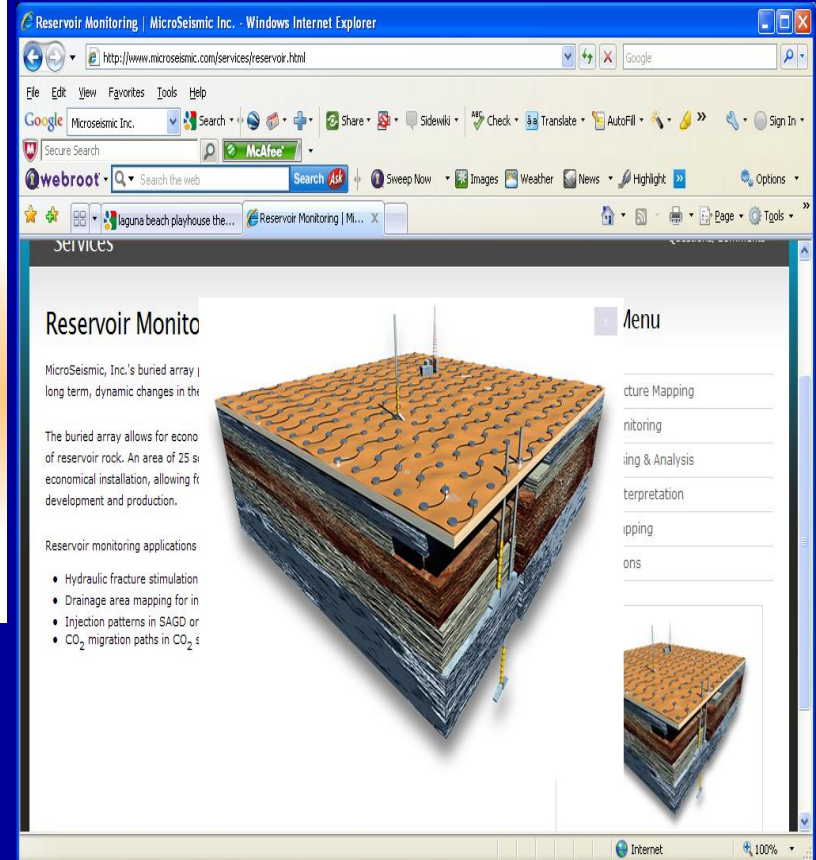 Reservoir Monitoring | MicroSeismic Inc. - Windows Internet Explorer
http://www.microseismic.com/services/reservoir.html
Google
File Edit View Favorites Tools Help
Google Microseismic Inc. Search Share Sidewiki ABC Check Translate AutoFill Sign In
Secure Search McAfee
webroot Search the web Search Ask Sweep Now Images Weather News Highlight Options
laguna beach playhouse the... Reservoir Monitoring | Mi... X Page Tools
Services
Reservoir Monito
x
Menu
MicroSeismic, Inc.'s buried array
long term, dynamic changes in the
The buried array allows for econo
of reservoir rock. An area of 25
economical installation, allowing
development and production.
Reservoir monitoring applications
• Hydraulic fracture stimulation
• Drainage area mapping for in
• Injection patterns in SAGD or
• CO2 migration paths in CO2 s
cture Mapping
nitoring
sing & Analysis
terpretation
pping
ons
Internet 100%